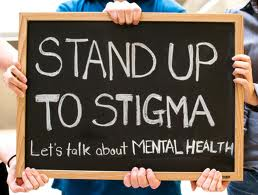 STAND UP
TO STIGMA
Let's talk about MENTAL HEALTH